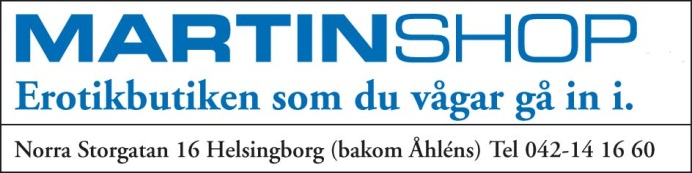 MARTINSHOP
Erotikbutiken som du vågar gå in i.
Norra Storgatan 16 Helsingborg (bakom Åhléns) Tel 042-14 16 60